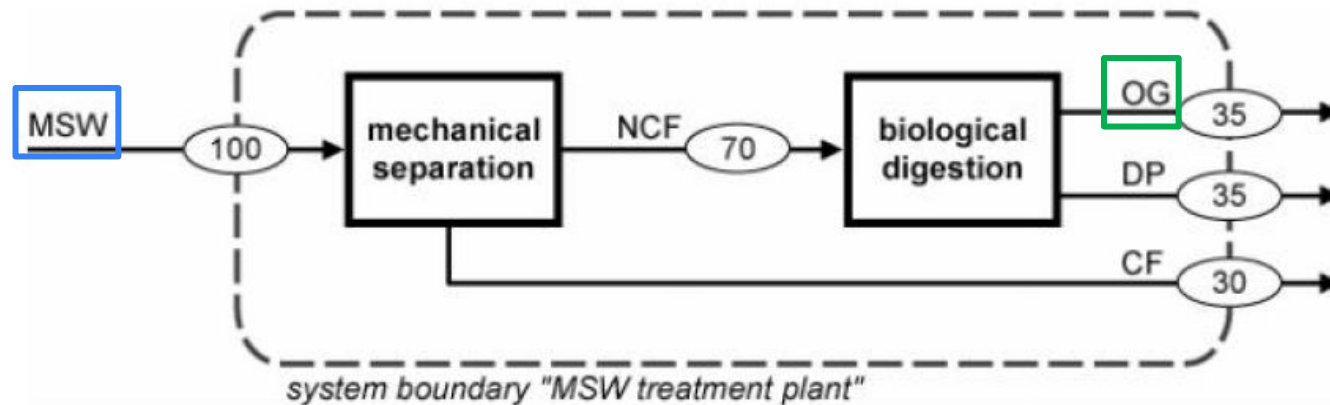 MSW
100
mechanical
separation
NCF
70
biological
digestion
OG
35
DP
35
CF
30
system boundary "MSW treatment plant"